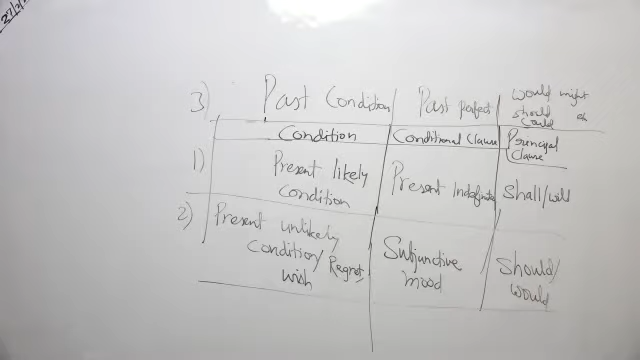 3) Past Condition Past perfect would might
should
could
Condition Conditional Clause Principal
Clause
1) Present likely Present Indefinite Shall/will
Condition
2) Present unlikely Subjunctive Should/
Condition/Regret/ mood would
wish